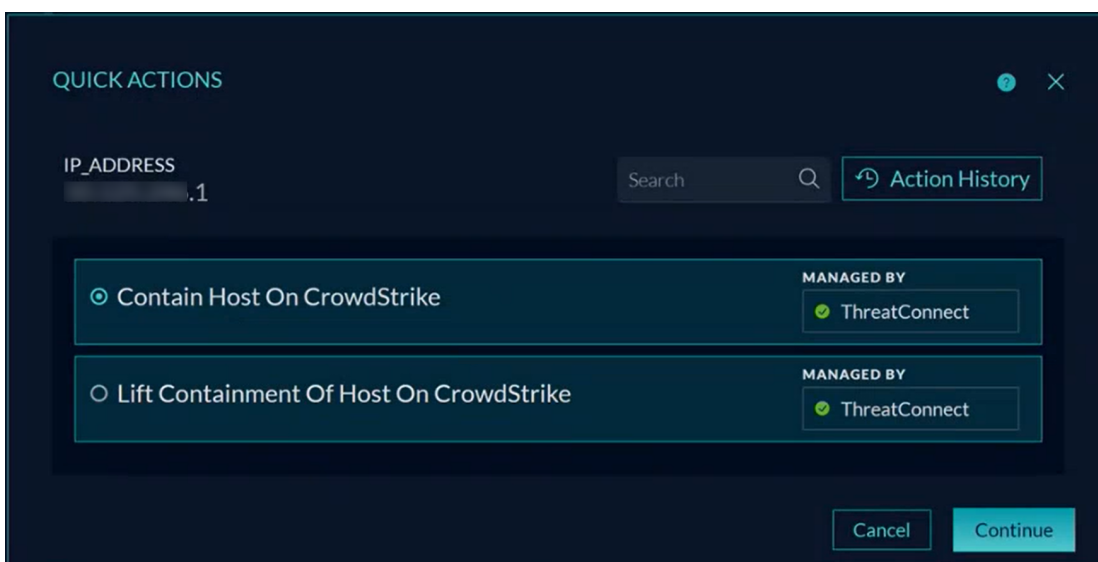 QUICK ACTIONS
?
IP_ADDRESS
.1
Search
Action History
Contain Host On CrowdStrike
MANAGED BY
ThreatConnect
Lift Containment Of Host On CrowdStrike
MANAGED BY
ThreatConnect
Cancel
Continue